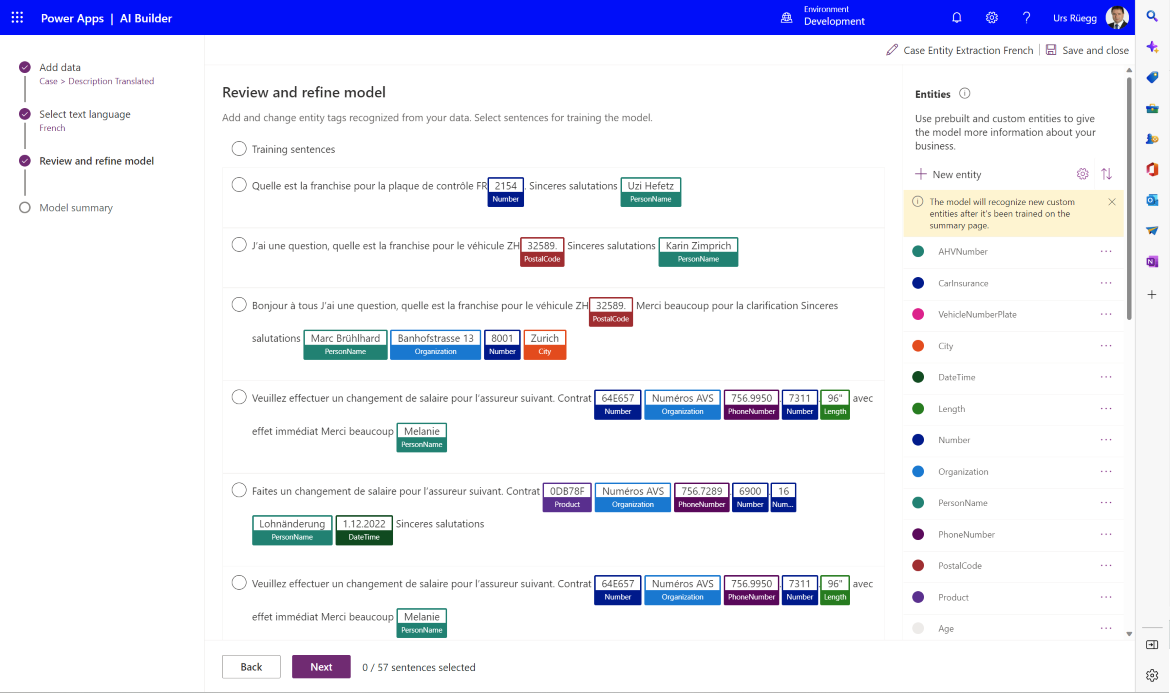 Power Apps | AI Builder
Environment
Development
Urs Rüegg
Case Entity Extraction French
Save and close
Add data
Case > Description Translated
Select text language
French
Review and refine model
Model summary
Review and refine model
Add and change entity tags recognized from your data. Select sentences for training the model.
Training sentences
Quelle est la franchise pour la plaque de contrôle FR 2154 . Sinceres salutations Uzi Hefetz
Number PersonName
J'ai une question, quelle est la franchise pour le véhicule ZH 32589. Sinceres salutations Karin Zimprich
PostalCode PersonName
Bonjour à tous J'ai une question, quelle est la franchise pour le véhicule ZH 32589. Merci beaucoup pour la clarification Sinceres
PostalCode
salutations Marc Brühlhard Banhofstrasse 13 8001 Zurich
PersonName Organization Number City
Veuillez effectuer un changement de salaire pour l'assureur suivant. Contrat 64E657 Numéros AVS 756.9950 . 7311 . 96" avec
Number Organization PhoneNumber Number Length
effet immédiat Merci beaucoup Melanie
PersonName
Faites un changement de salaire pour l'assureur suivant. Contrat 0DB78F Numéros AVS 756.7289 . 6900 . 16
Product Organization PhoneNumber Number Num...
Lohnänderung 1.12.2022 Sinceres salutations
PersonName DateTime
Veuillez effectuer un changement de salaire pour l'assureur suivant. Contrat 64E657 Numéros AVS 756.9950 . 7311 . 96" avec
Number Organization PhoneNumber Number Length
effet immédiat Merci beaucoup Melanie
PersonName
Back
Next
0 / 57 sentences selected
Entities
Use prebuilt and custom entities to give
the model more information about your
business.
New entity
The model will recognize new custom
entities after it's been trained on the
summary page.
AHVNumber
CarInsurance
VehicleNumberPlate
City
DateTime
Length
Number
Organization
PersonName
PhoneNumber
PostalCode
Product
Age